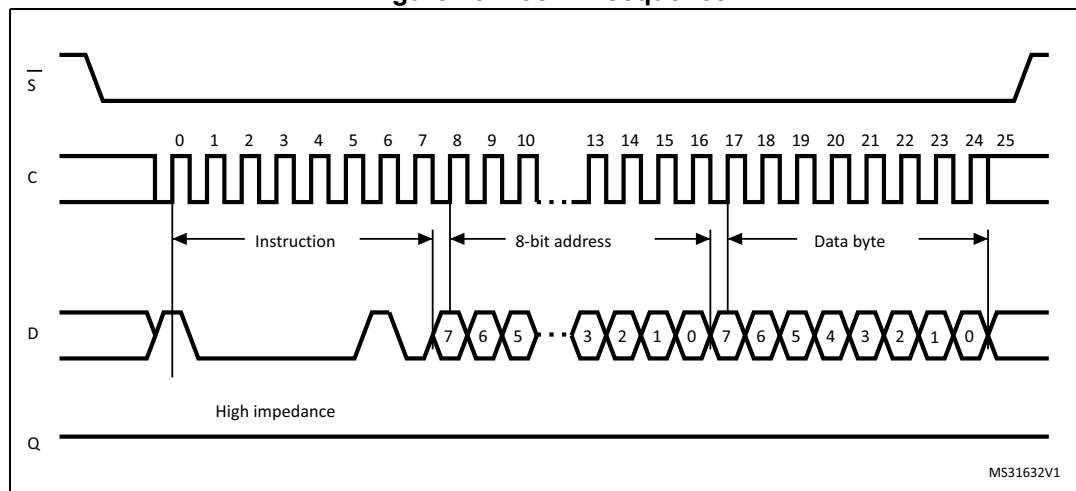 S
0 1 2 3 4 5 6 7 8 9 10 13 14 15 16 17 18 19 20 21 22 23 24 25
C
Instruction 8-bit address Data byte
D
7 6 5 3 2 1 0 7 6 5 4 3 2 1 0
High impedance
Q
MS31632V1